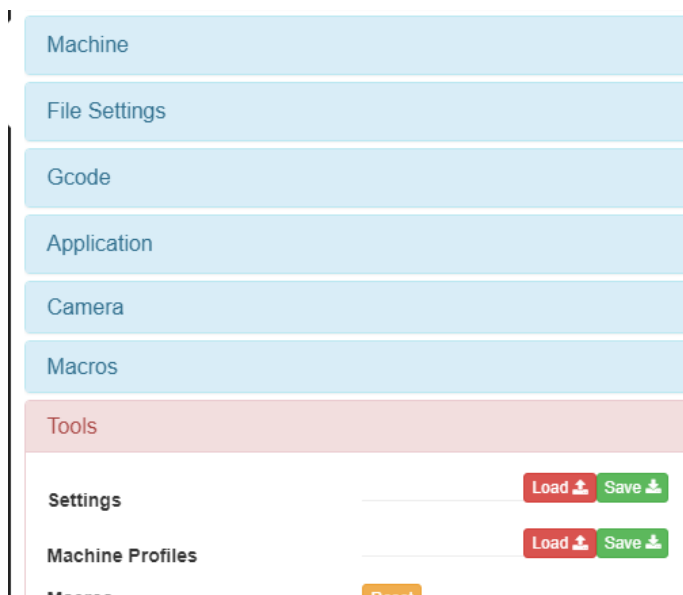 Machine
File Settings
Gcode
Application
Camera
Macros
Tools
Settings Load Save
Machine Profiles Load Save